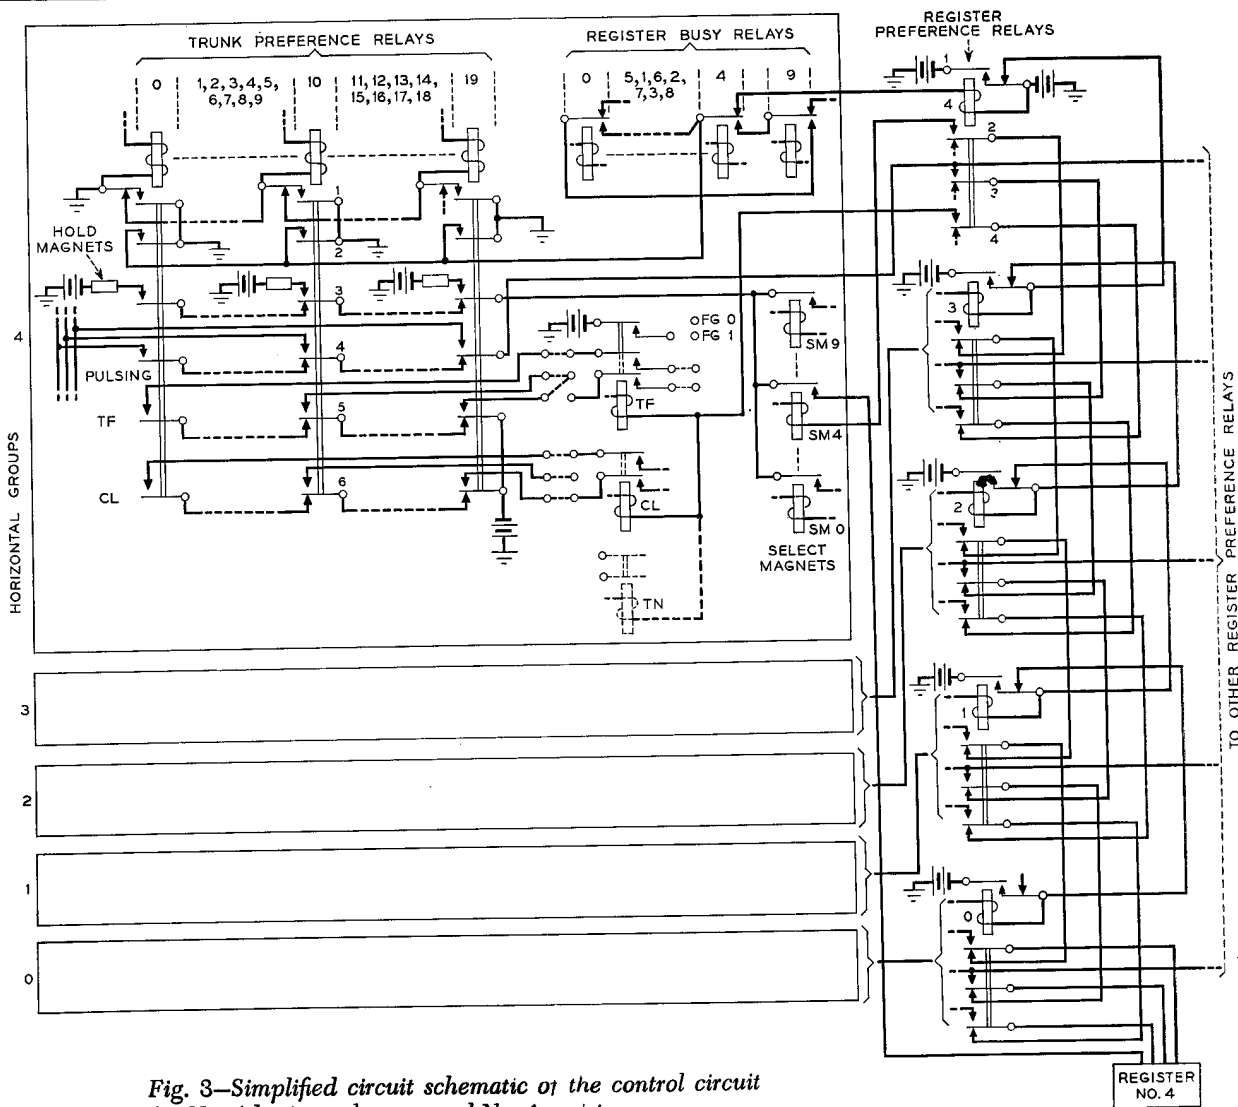 TRUNK PREFERENCE RELAYS
0
1, 2, 3, 4, 5,
6, 7, 8, 9
10
11, 12, 13, 14,
15, 16, 17, 18
19
REGISTER BUSY RELAYS
0
5, 1, 6, 2,
7, 3, 8
4
9
REGISTER
PREFERENCE RELAYS
1
4
2
3
4
HOLD
MAGNETS
1
2
3
4
5
6
PULSING
TF
CL
FG 0
FG 1
TF
CL
TN
SM 9
SM 4
SM 0
SELECT
MAGNETS
HORIZONTAL GROUPS
4
3
2
1
0
3
2
1
0
TO OTHER REGISTER PREFERENCE RELAYS
REGISTER
NO. 4
Fig. 3—Simplified circuit schematic of the control circuit